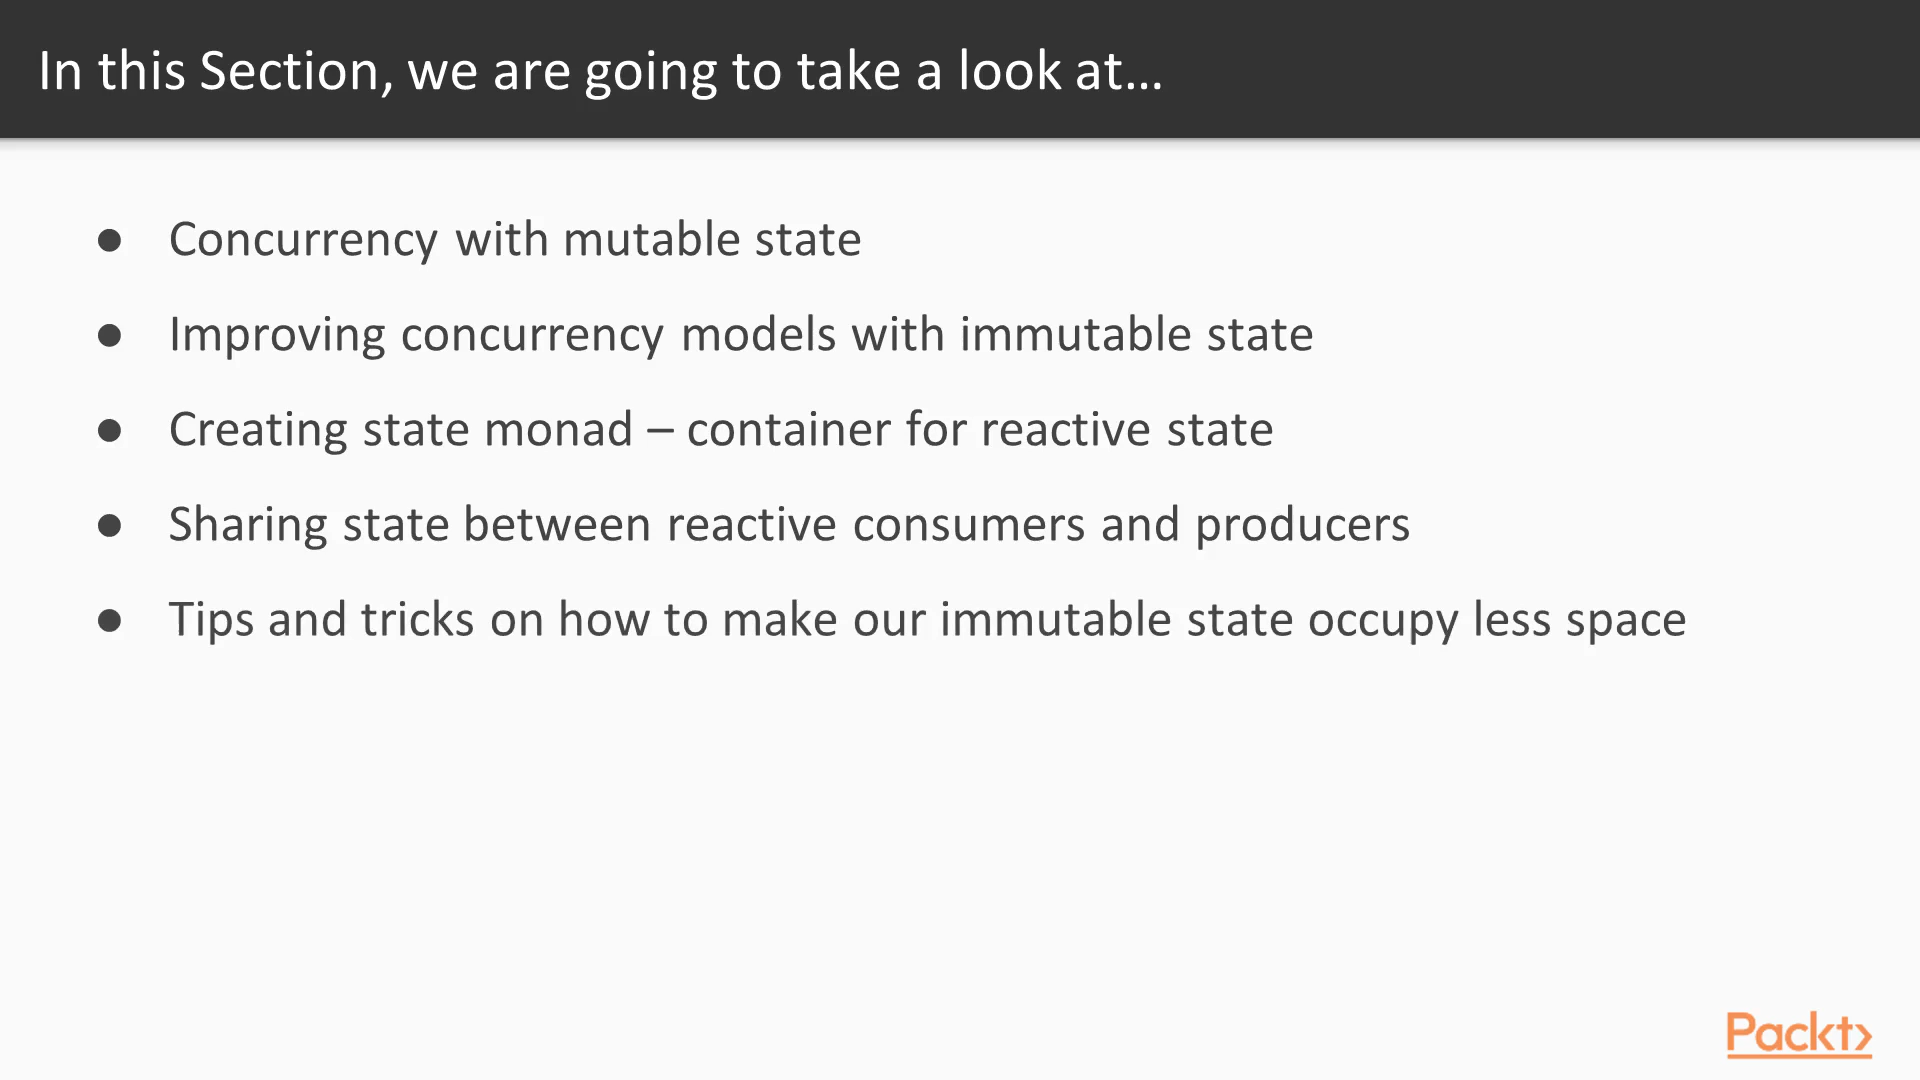 In this Section, we are going to take a look at…
● Concurrency with mutable state
● Improving concurrency models with immutable state
● Creating state monad – container for reactive state
● Sharing state between reactive consumers and producers
● Tips and tricks on how to make our immutable state occupy less space
Packt>